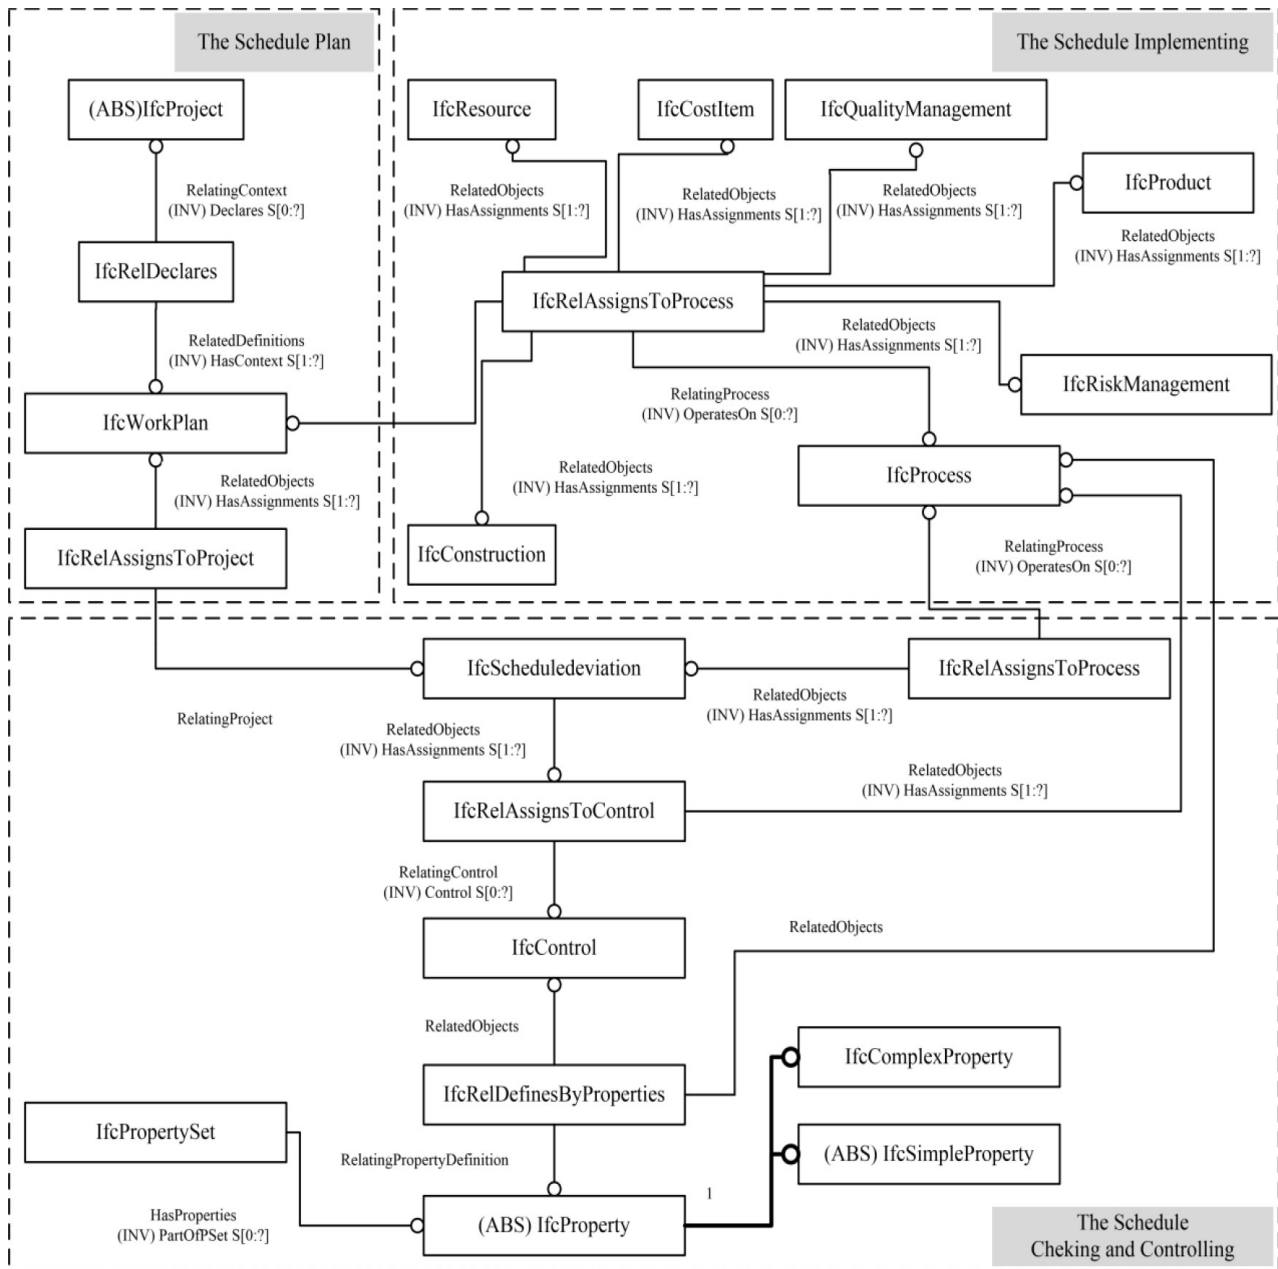 The Schedule Plan
The Schedule Implementing
(ABS)IfcProject
IfcResource
IfcCostItem
IfcQualityManagement
IfcProduct
RelatingContext
(INV) Declares S[0:?]
RelatedObjects
(INV) HasAssignments S[1:?]
RelatedObjects
(INV) HasAssignments S[1:?]
RelatedObjects
(INV) HasAssignments S[1:?]
RelatedObjects
(INV) HasAssignments S[1:?]
IfcRelDeclares
IfcRelAssignsToProcess
RelatedDefinitions
(INV) HasContext S[1:?]
RelatedObjects
(INV) HasAssignments S[1:?]
IfcRiskManagement
RelatingProcess
(INV) OperatesOn S[0:?]
IfcWorkPlan
RelatedObjects
(INV) HasAssignments S[1:?]
RelatedObjects
(INV) HasAssignments S[1:?]
IfcProcess
IfcRelAssignsToProject
IfcConstruction
RelatingProcess
(INV) OperatesOn S[0:?]
IfcScheduledeviation
IfcRelAssignsToProcess
RelatingProject
RelatedObjects
(INV) HasAssignments S[1:?]
RelatedObjects
(INV) HasAssignments S[1:?]
RelatedObjects
(INV) HasAssignments S[1:?]
IfcRelAssignsToControl
RelatingControl
(INV) Control S[0:?]
IfcControl
RelatedObjects
RelatedObjects
IfcComplexProperty
IfcRelDefinesByProperties
IfcPropertySet
(ABS) IfcSimpleProperty
RelatingPropertyDefinition
1
HasProperties
(INV) PartOfPSet S[0:?]
(ABS) IfcProperty
The Schedule
Cheking and Controlling